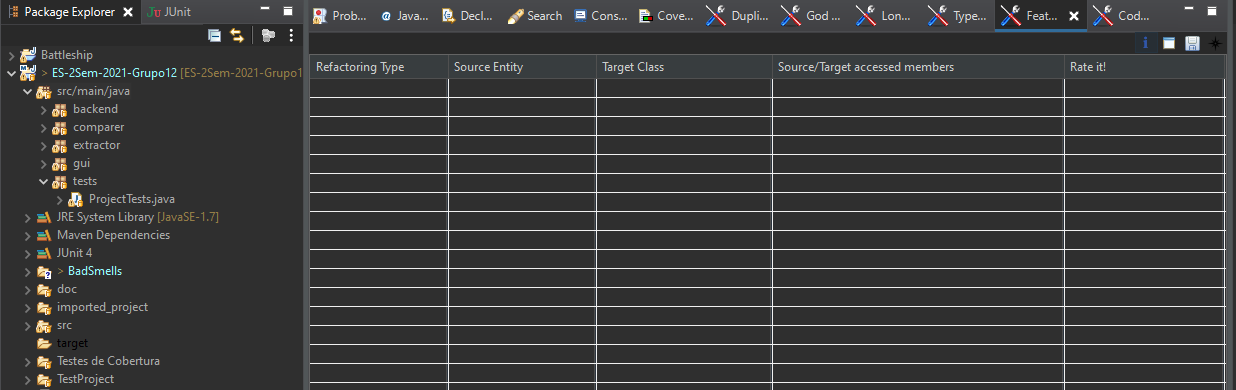 Package Explorer JUnit
Battleship
> ES-2Sem-2021-Grupo12 [ES-2Sem-2021-Grupo1
src/main/java
backend
comparer
extractor
gui
tests
ProjectTests.java
JRE System Library [JavaSE-1.7]
Maven Dependencies
JUnit 4
> BadSmells
doc
imported_project
src
target
Testes de Cobertura
TestProject
Prob... Java... Decl... Search Cons... Cove... Dupli... God ... Lon... Type... Feat... Cod...
Refactoring Type Source Entity Target Class Source/Target accessed members Rate it!